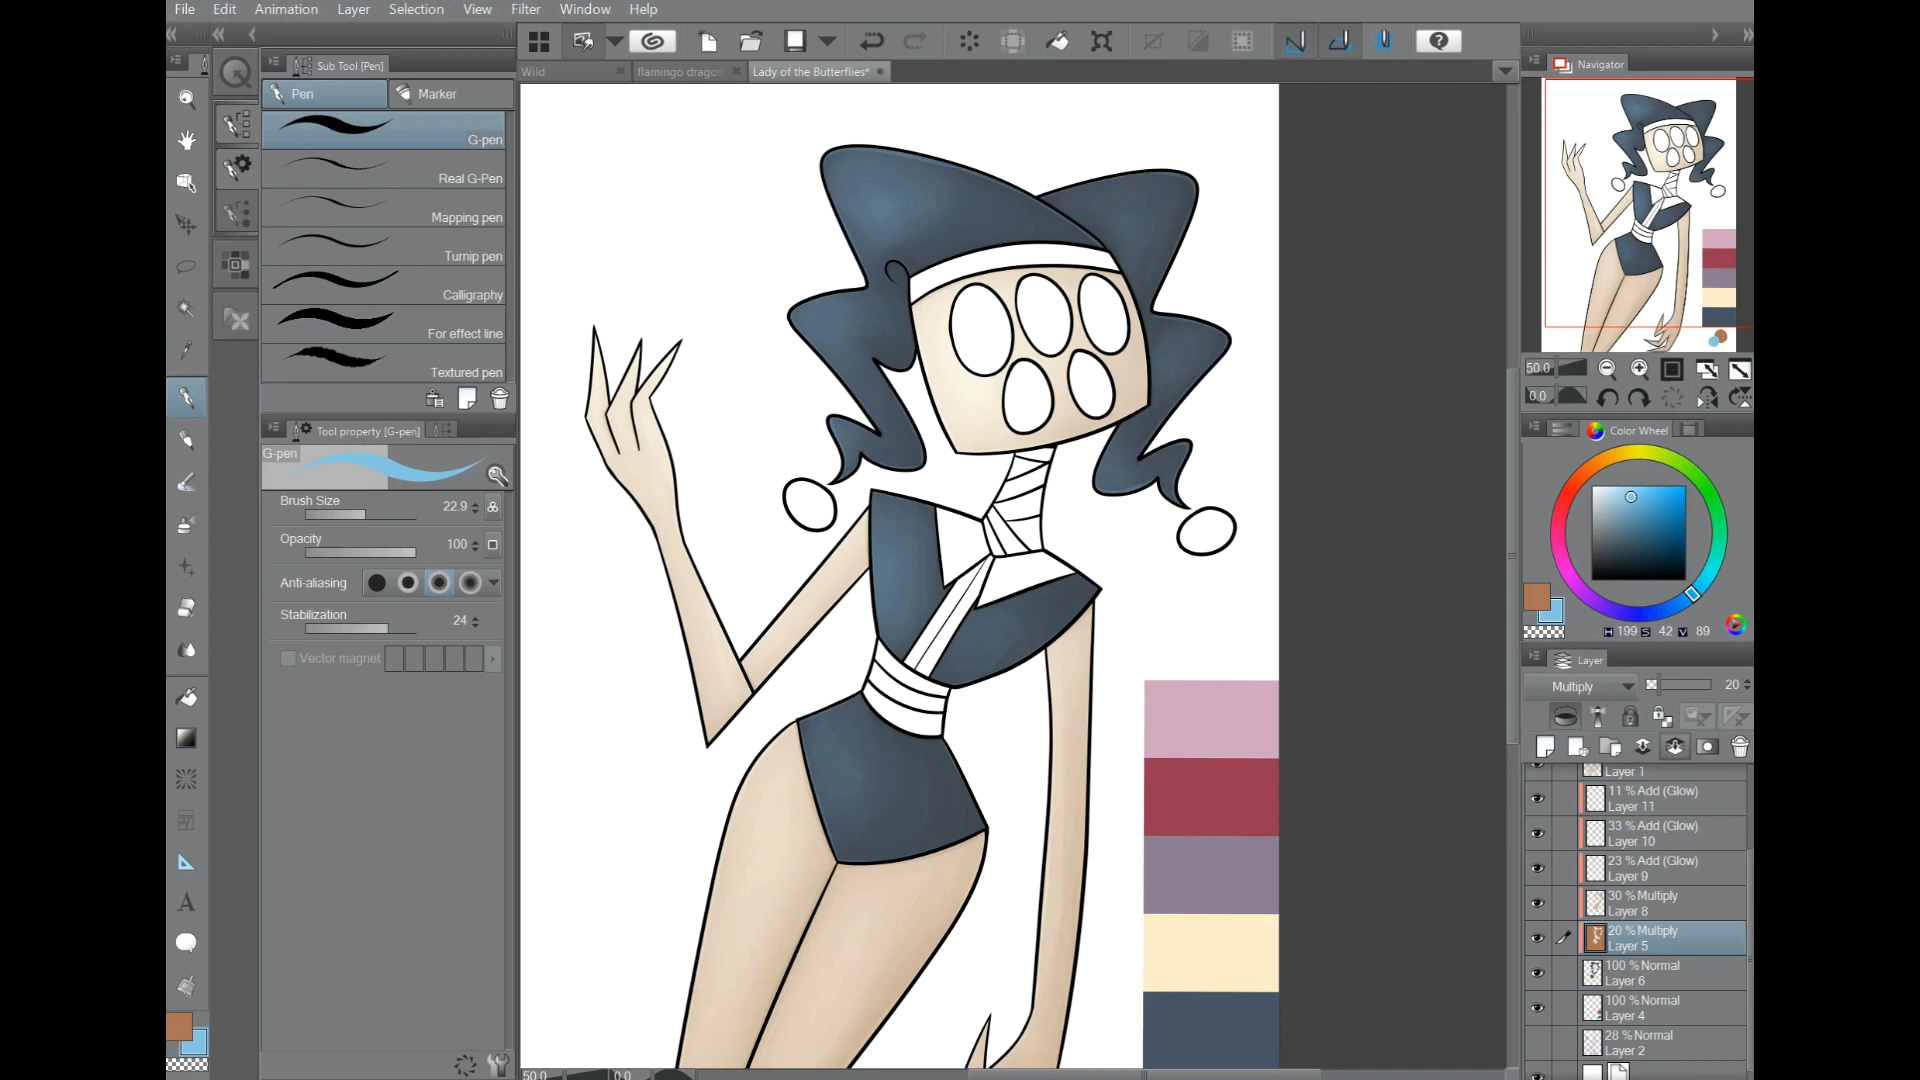 File Edit Animation Layer Selection View Filter Window Help
Sub Tool [Pen]
Pen Marker
G-pen
Real G-Pen
Mapping pen
Turnip pen
Calligraphy
For effect line
Textured pen
Tool property [G-pen]
G-pen
Brush Size 22.9
Opacity 100
Anti-aliasing
Stabilization 24
Vector magnet
Wild flamingo dragon Lady of the Butterflies*
50.0 0.0
Navigator
50.0
0.0
Color Wheel
H 199 S 42 V 89
Layer
Multiply 20
Layer 1
11 % Add (Glow)
Layer 11
33 % Add (Glow)
Layer 10
23 % Add (Glow)
Layer 9
30 % Multiply
Layer 8
20 % Multiply
Layer 5
100 % Normal
Layer 6
100 % Normal
Layer 4
28 % Normal
Layer 2